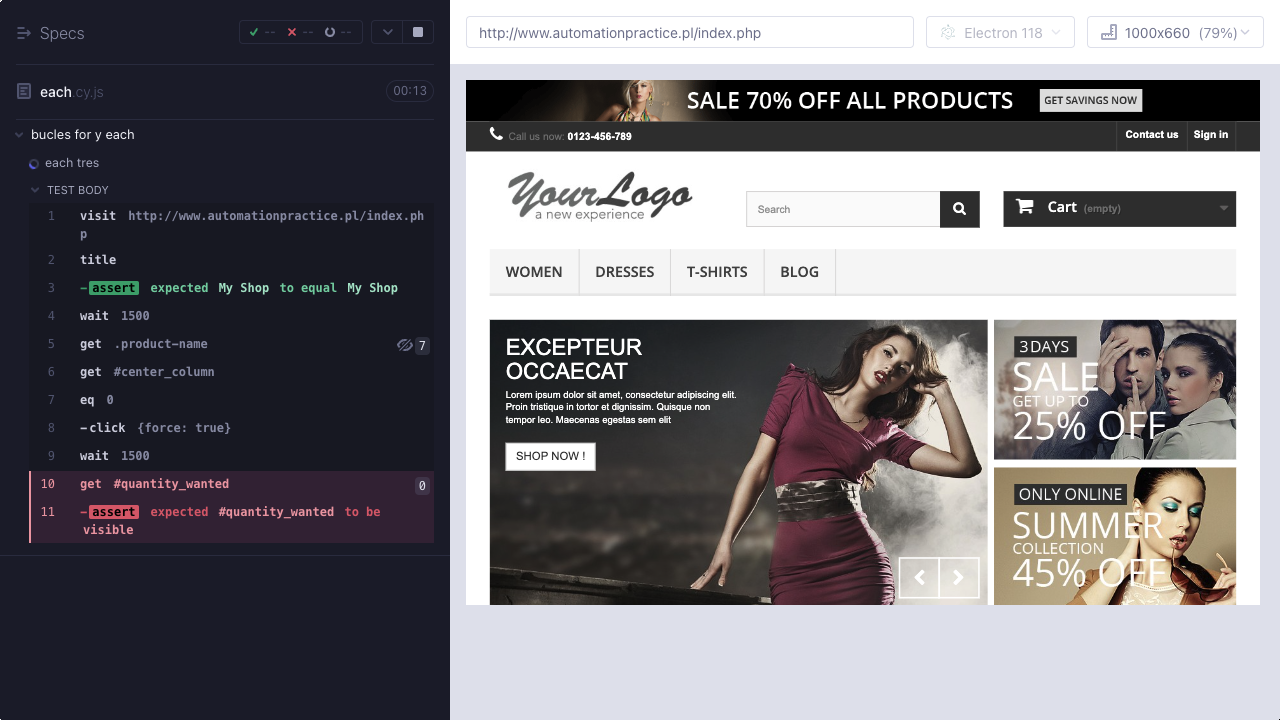 Specs
-- -- --
each.cy.js
00:13
bucles for y each
each tres
TEST BODY
1 visit http://www.automationpractice.pl/index.ph
p
2 title
3 -assert expected My Shop to equal My Shop
4 wait 1500
5 get .product-name 7
6 get #center_column
7 eq 0
8 -click {force: true}
9 wait 1500
10 get #quantity_wanted 0
11 -assert expected #quantity_wanted to be
visible
http://www.automationpractice.pl/index.php
Electron 118
1000x660 (79%)
SALE 70% OFF ALL PRODUCTS
GET SAVINGS NOW
Call us now: 0123-456-789
Contact us
Sign in
YourLogo
a new experience
Search
Cart (empty)
WOMEN
DRESSES
T-SHIRTS
BLOG
EXCEPTEUR
OCCAECAT
Lorem ipsum dolor sit amet, consectetur adipiscing elit.
Proin tristique in tortor et dignissim. Quisque non
tempor leo. Maecenas egestas sem elit
SHOP NOW !
3 DAYS
SALE
GET UP TO
25% OFF
ONLY ONLINE
SUMMER
COLLECTION
45% OFF